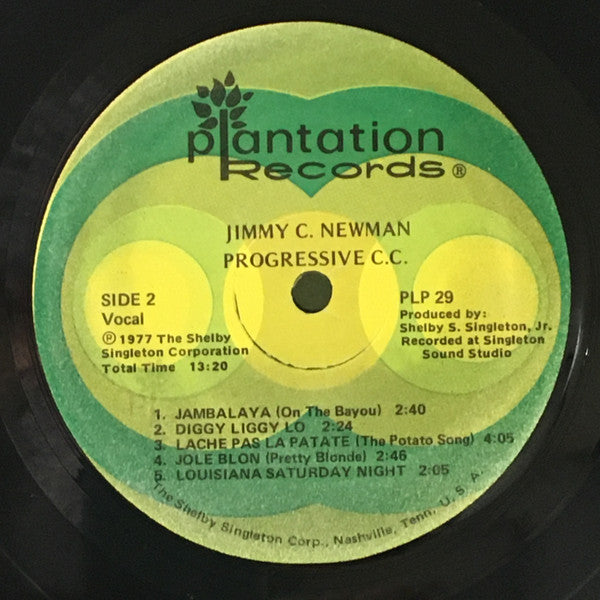 plantation
Records®
JIMMY C. NEWMAN
PROGRESSIVE C.C.
SIDE 2
Vocal
℗ 1977 The Shelby
Singleton Corporation
Total Time 13:20
PLP 29
Produced by:
Shelby S. Singleton, Jr.
Recorded at Singleton
Sound Studio
1. JAMBALAYA (On The Bayou) 2:40
2. DIGGY LIGGY LO 2:24
3. LACHE PAS LA PATATE (The Potato Song) 4:05
4. JOLE BLON (Pretty Blonde) 2:46
5. LOUISIANA SATURDAY NIGHT 2:05
The Shelby Singleton Corp., Nashville, Tenn. U. S. A.